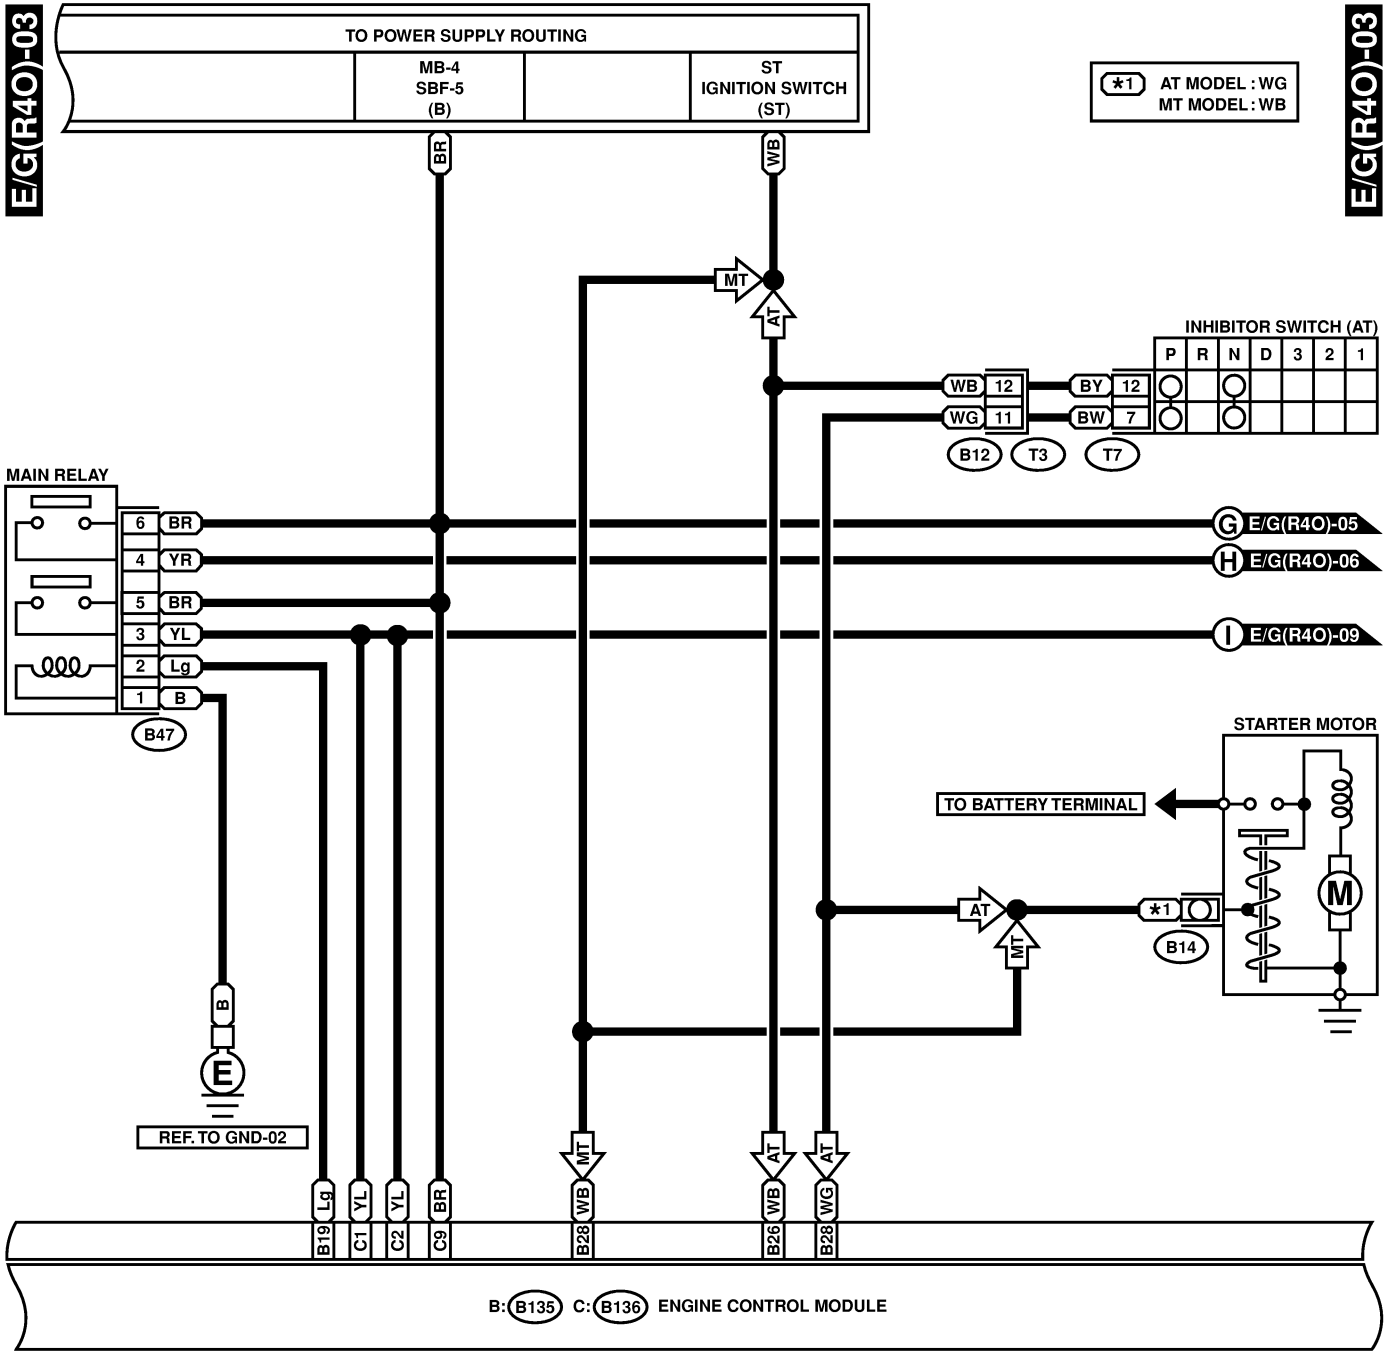 E/G(R4O)-03
E/G(R4O)-03
TO POWER SUPPLY ROUTING
MB-4
SBF-5
(B)
ST
IGNITION SWITCH
(ST)
*1 AT MODEL : WG
MT MODEL : WB
BR
WB
MT
AT
INHIBITOR SWITCH (AT)
P R N D 3 2 1
WB 12 BY 12
WG 11 BW 7
B12 T3 T7
MAIN RELAY
6 BR
G E/G(R4O)-05
4 YR
H E/G(R4O)-06
5 BR
3 YL
I E/G(R4O)-09
2 Lg
1 B
B47
STARTER MOTOR
TO BATTERY TERMINAL
M
AT
*1
MT
B14
B
E
REF. TO GND-02
MT AT AT
Lg YL YL BR WB WB WG
B19 C1 C2 C9 B28 B26 B28
B: B135 C: B136 ENGINE CONTROL MODULE